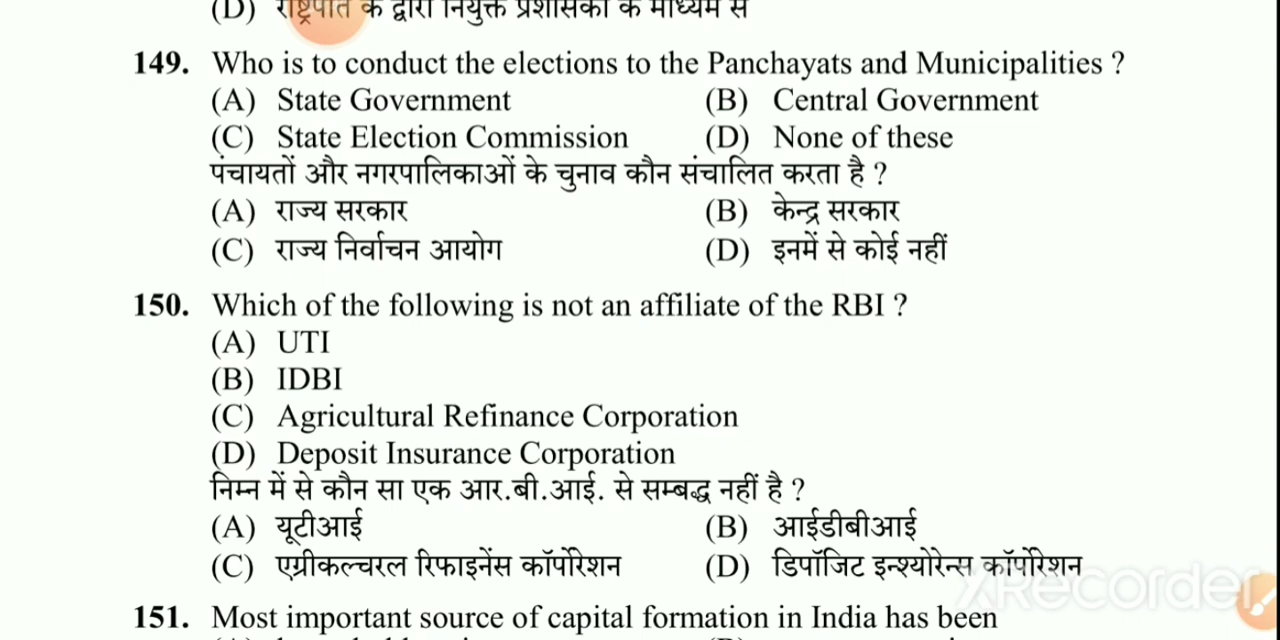 (D) राष्ट्रपति के द्वारा नियुक्त प्रशासकों के माध्यम से
149. Who is to conduct the elections to the Panchayats and Municipalities ?
(A) State Government (B) Central Government
(C) State Election Commission (D) None of these
पंचायतों और नगरपालिकाओं के चुनाव कौन संचालित करता है ?
(A) राज्य सरकार (B) केन्द्र सरकार
(C) राज्य निर्वाचन आयोग (D) इनमें से कोई नहीं
150. Which of the following is not an affiliate of the RBI ?
(A) UTI
(B) IDBI
(C) Agricultural Refinance Corporation
(D) Deposit Insurance Corporation
निम्न में से कौन सा एक आर.बी.आई. से सम्बद्ध नहीं है ?
(A) यूटीआई (B) आईडीबीआई
(C) एग्रीकल्चरल रिफाइनेंस कॉर्पोरेशन (D) डिपॉजिट इन्श्योरेन्स कॉर्पोरेशन
XRecorder
151. Most important source of capital formation in India has been